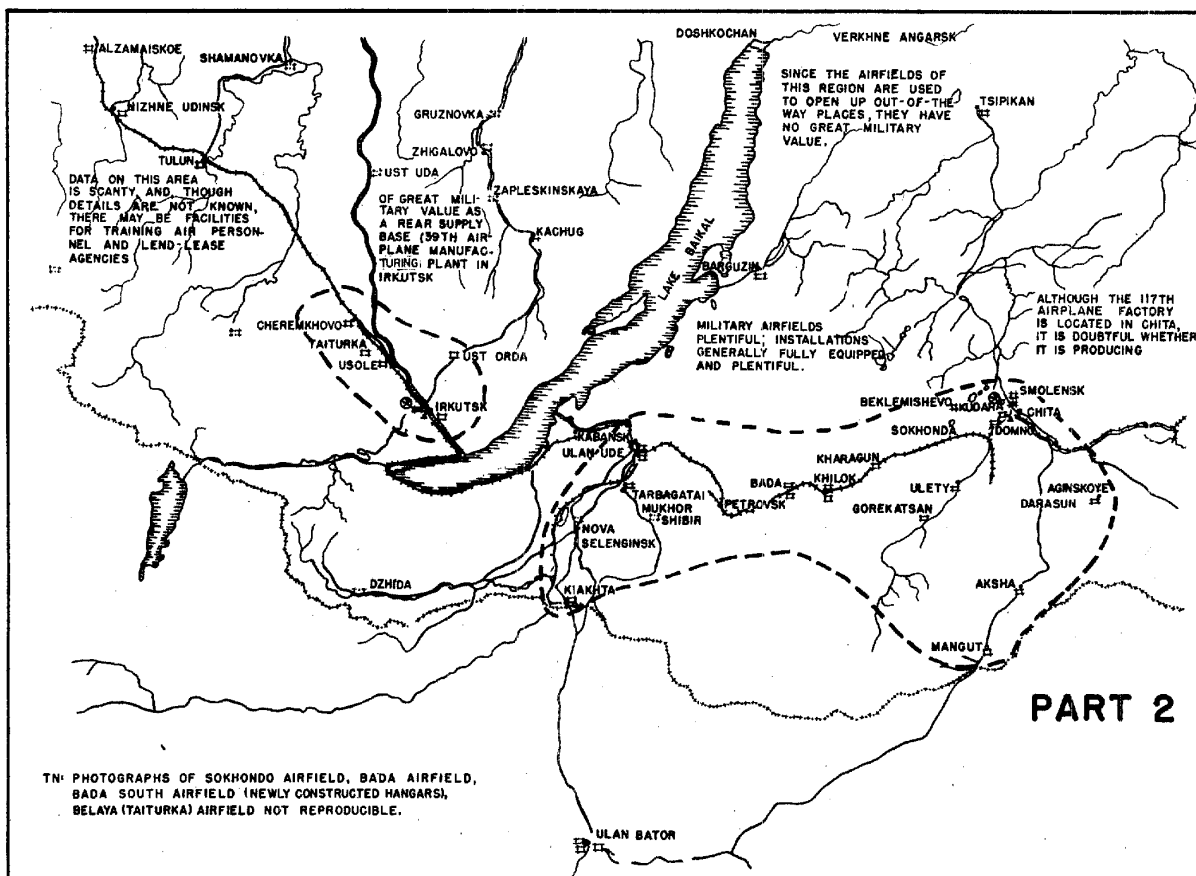 ALZAMAISKOE
SHAMANOVKA
NIZHNE UDINSK
TULUN
DATA ON THIS AREA
IS SCANTY, AND, THOUGH
DETAILS ARE NOT KNOWN,
THERE MAY BE FACILITIES
FOR TRAINING AIR PERSON-
NEL AND LEND-LEASE
AGENCIES
GRUZNOVKA
ZHIGALOVO
UST UDA
ZAPLESKINSKAYA
OF GREAT MILI-
TARY VALUE AS
A REAR SUPPLY
BASE (39TH AIR-
PLANE MANUFAC-
TURING PLANT IN
IRKUTSK
KACHUG
DOSHKOCHAN
VERKHNE ANGARSK
SINCE THE AIRFIELDS OF
THIS REGION ARE USED
TO OPEN UP OUT-OF-THE
WAY PLACES, THEY HAVE
NO GREAT MILITARY
VALUE.
TSIPIKAN
LAKE BAIKAL
BARGUZIN
CHEREMKHOVO
TAITURKA
USOLE
UST ORDA
IRKUTSK
MILITARY AIRFIELDS
PLENTIFUL; INSTALLATIONS
GENERALLY FULLY EQUIPPED
AND PLENTIFUL.
ALTHOUGH THE 117TH
AIRPLANE FACTORY
IS LOCATED IN CHITA,
IT IS DOUBTFUL WHETHER
IT IS PRODUCING
SMOLENSK
BEKLEMISHEVO
KUDARA
CHITA
DOMNO
SOKHONDA
KABANSK
ULAN UDE
KHARAGUN
BADA
KHILOK
ULETY
AGINSKOYE
DARASUN
TARBAGATAI
MUKHOR
SHIBIR
PETROVSK
GOREKATSAN
NOVA
SELENGINSK
DZHIDA
KIAKHTA
AKSHA
MANGUT
PART 2
TN: PHOTOGRAPHS OF SOKHONDO AIRFIELD, BADA AIRFIELD,
BADA SOUTH AIRFIELD (NEWLY CONSTRUCTED HANGARS),
BELAYA (TAITURKA) AIRFIELD NOT REPRODUCIBLE.
ULAN BATOR